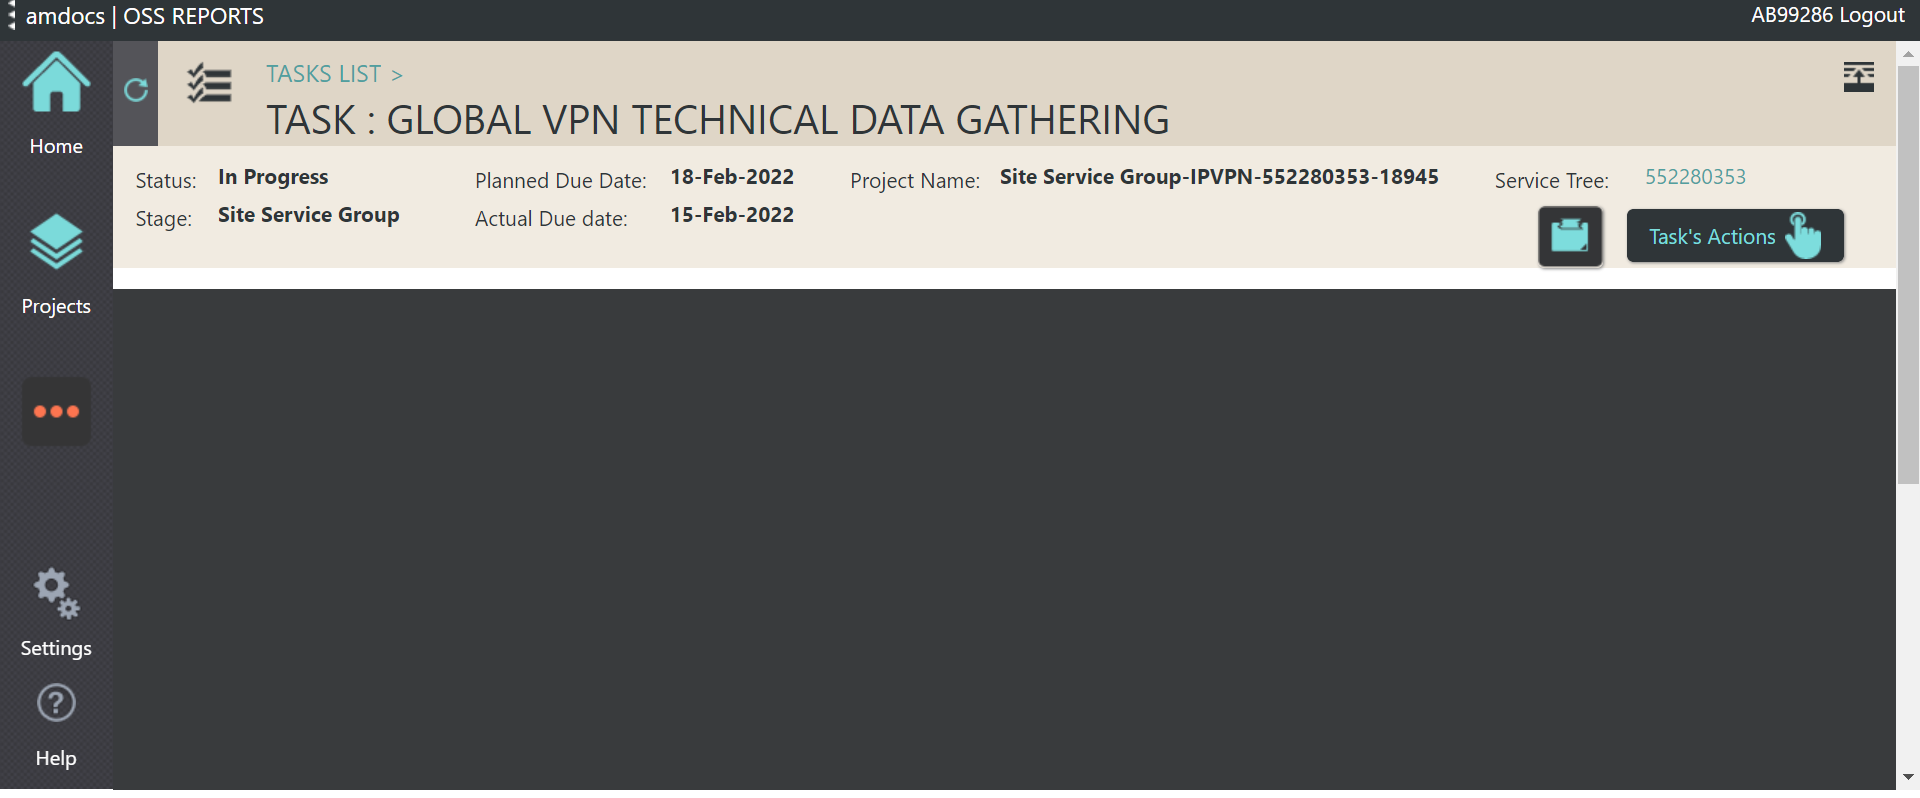 amdocs | OSS REPORTS
AB99286 Logout
Home
Projects
Settings
Help
TASKS LIST >
TASK : GLOBAL VPN TECHNICAL DATA GATHERING
Status: In Progress
Planned Due Date: 18-Feb-2022
Project Name: Site Service Group-IPVPN-552280353-18945
Service Tree: 552280353
Stage: Site Service Group
Actual Due date: 15-Feb-2022
Task's Actions